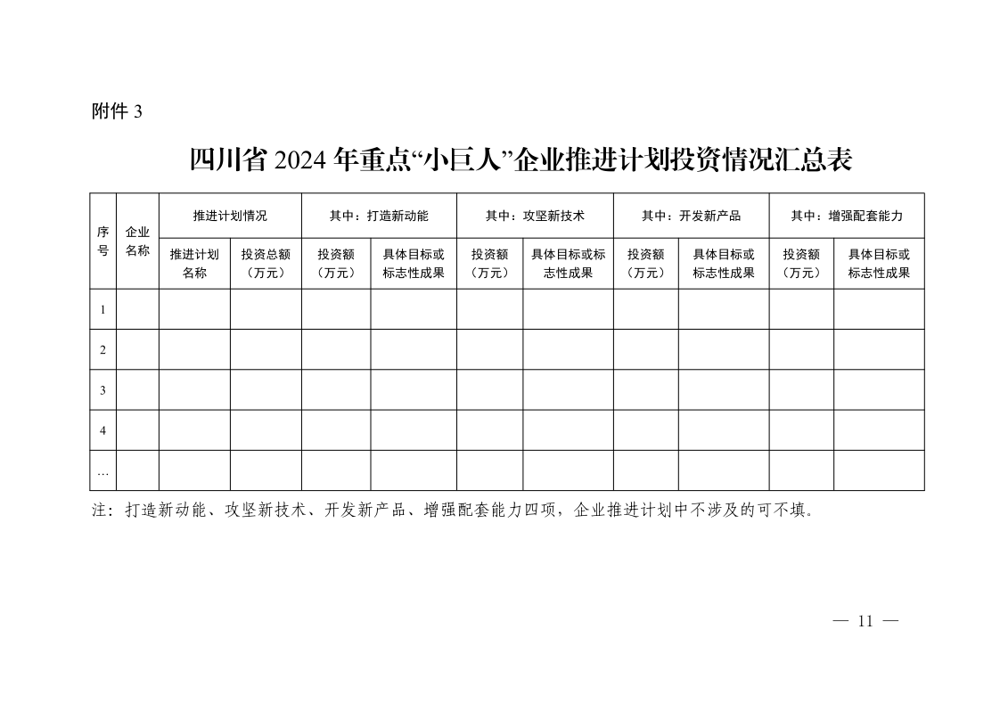 附件 3
四川省 2024 年重点“小巨人”企业推进计划投资情况汇总表
序号 企业名称 推进计划情况 其中：打造新动能 其中：攻坚新技术 其中：开发新产品 其中：增强配套能力
推进计划 投资总额 投资额 具体目标或 投资额 具体目标或标 投资额 具体目标或 投资额 具体目标或
名称 （万元） （万元） 标志性成果 （万元） 志性成果 （万元） 标志性成果 （万元） 标志性成果
1
2
3
4
…
注：打造新动能、攻坚新技术、开发新产品、增强配套能力四项，企业推进计划中不涉及的可不填。
— 11 —